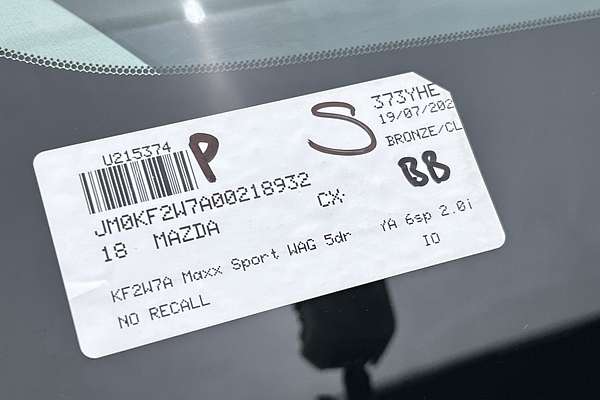 U215374
P
S
373YHE
19/07/202
BRONZE/CL
BB
JM0KF2W7A00218932
18 MAZDA CX-
KF2W7A Maxx Sport WAG 5dr YA 6sp 2.0i
NO RECALL IO